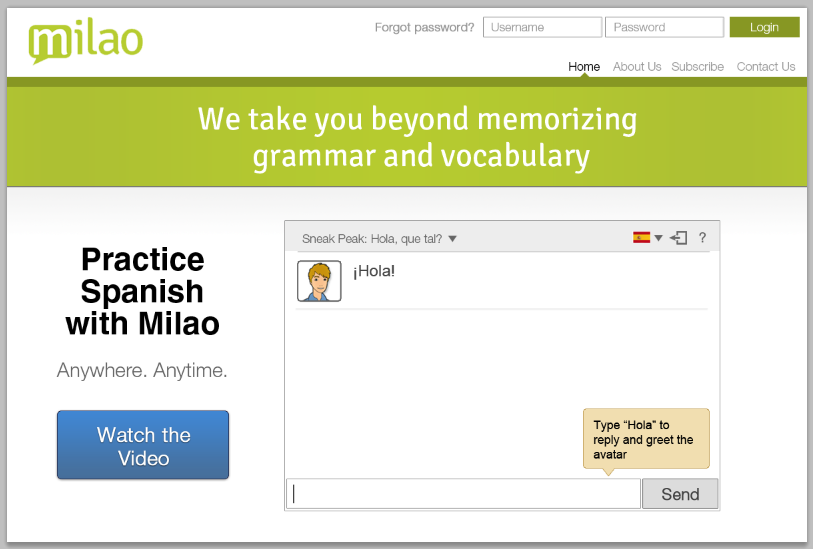 milao
Forgot password? Username Password Login
Home About Us Subscribe Contact Us
We take you beyond memorizing
grammar and vocabulary
Practice
Spanish
with Milao
Anywhere. Anytime.
Watch the
Video
Sneak Peak: Hola, que tal? ?
¡Hola!
Type “Hola” to
reply and greet the
avatar
Send